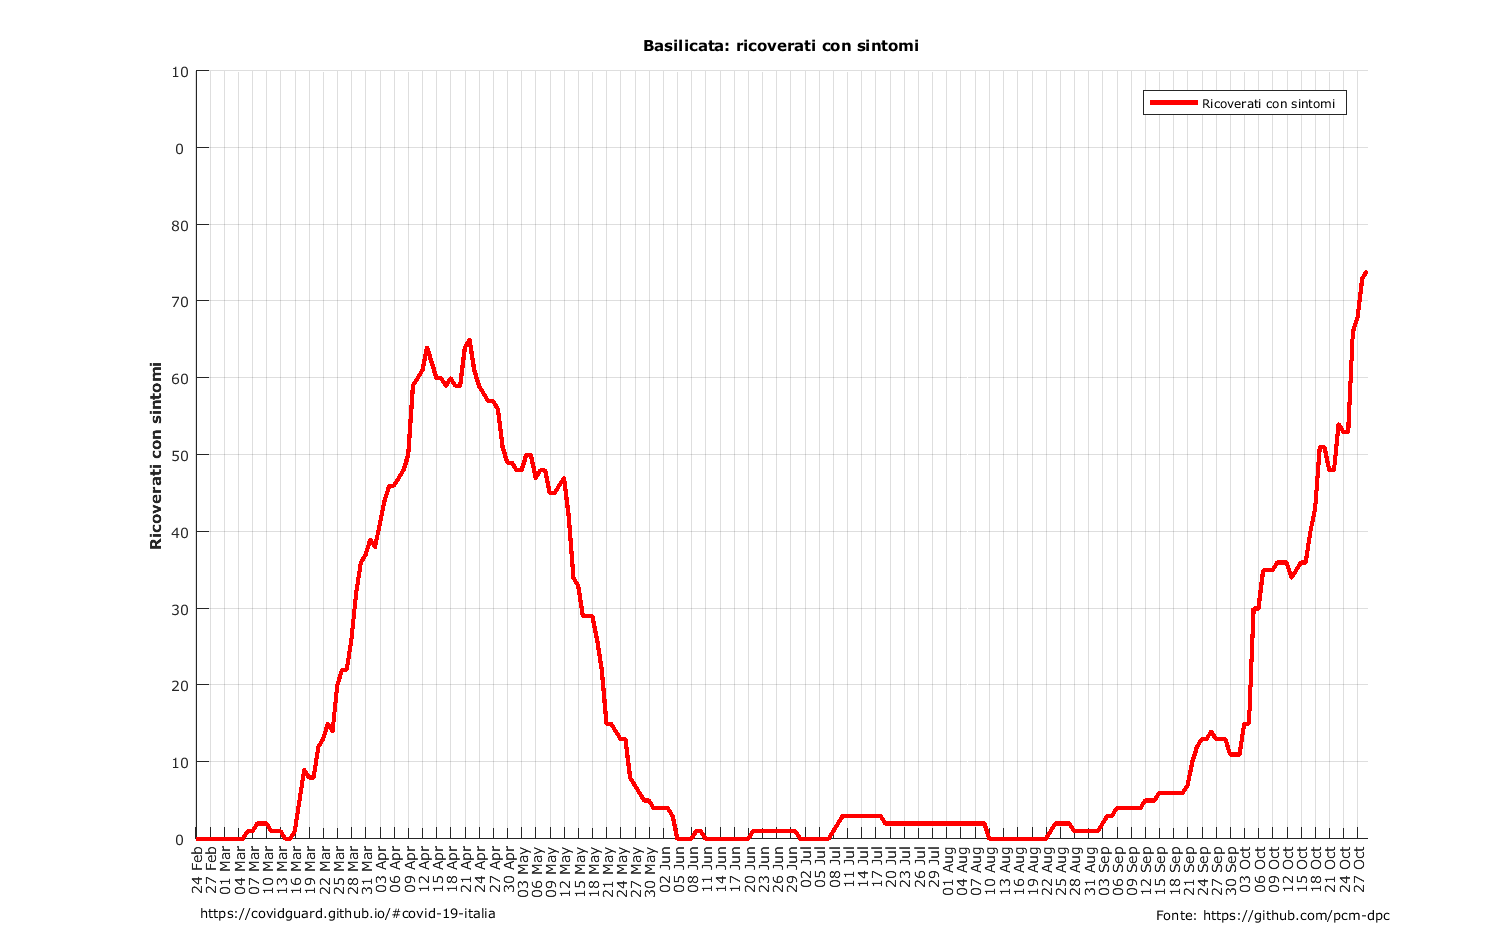 Basilicata: ricoverati con sintomi
Ricoverati con sintomi
10
0
80
70
60
50
40
30
20
10
0
Ricoverati con sintomi
24 Feb
27 Feb
01 Mar
04 Mar
07 Mar
10 Mar
13 Mar
16 Mar
19 Mar
22 Mar
25 Mar
28 Mar
31 Mar
03 Apr
06 Apr
09 Apr
12 Apr
15 Apr
18 Apr
21 Apr
24 Apr
27 Apr
30 Apr
03 May
06 May
09 May
12 May
15 May
18 May
21 May
24 May
27 May
30 May
02 Jun
05 Jun
08 Jun
11 Jun
14 Jun
17 Jun
20 Jun
23 Jun
26 Jun
29 Jun
02 Jul
05 Jul
08 Jul
11 Jul
14 Jul
17 Jul
20 Jul
23 Jul
26 Jul
29 Jul
01 Aug
04 Aug
07 Aug
10 Aug
13 Aug
16 Aug
19 Aug
22 Aug
25 Aug
28 Aug
31 Aug
03 Sep
06 Sep
09 Sep
12 Sep
15 Sep
18 Sep
21 Sep
24 Sep
27 Sep
30 Sep
03 Oct
06 Oct
09 Oct
12 Oct
15 Oct
18 Oct
21 Oct
24 Oct
27 Oct
https://covidguard.github.io/#covid-19-italia
Fonte: https://github.com/pcm-dpc